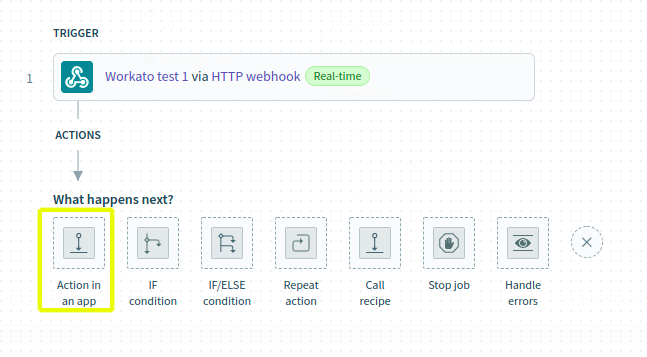 TRIGGER
1
Workato test 1 via HTTP webhook Real-time
ACTIONS
What happens next?
Action in
an app
IF
condition
IF/ELSE
condition
Repeat
action
Call
recipe
Stop job
Handle
errors